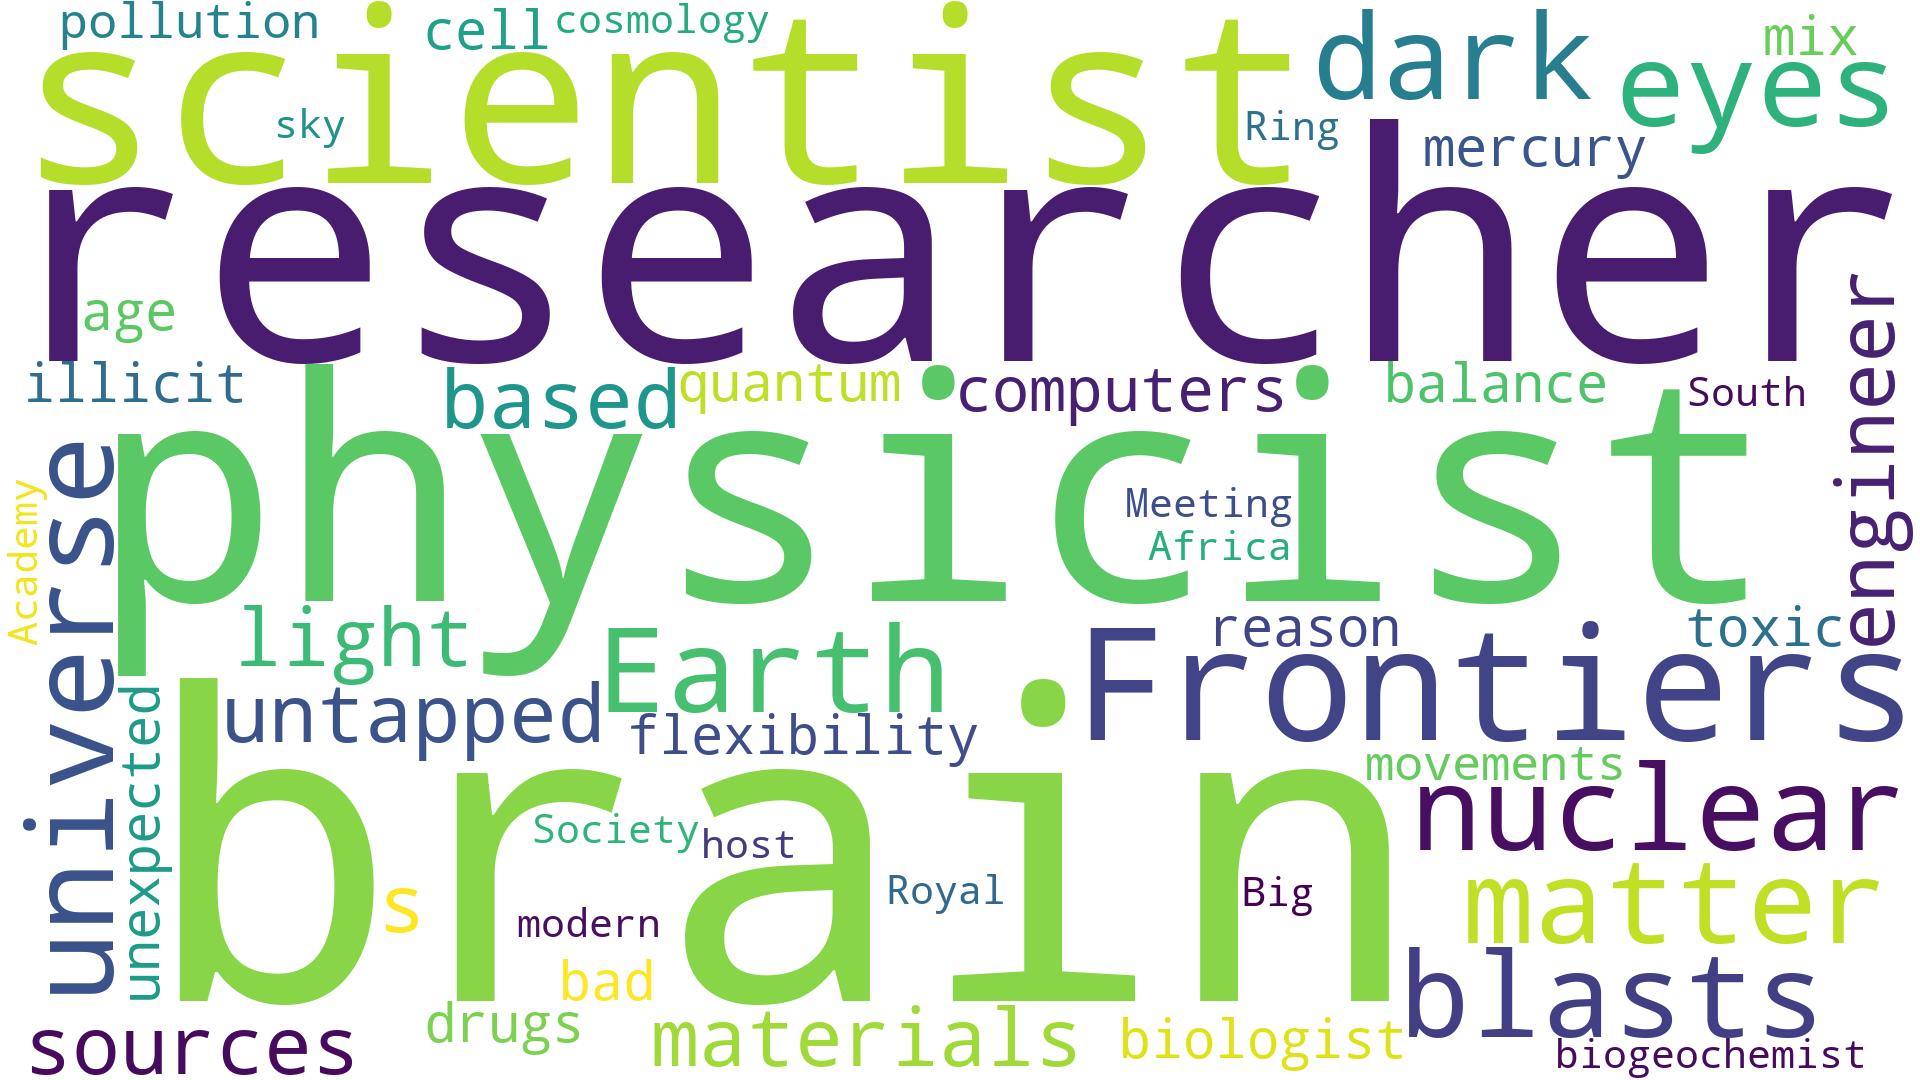 pollution
cell
cosmology
scientist
dark
mix
eyes
sky
Ring
mercury
researcher
age
illicit
based
quantum
computers
balance
South
engineer
physicist
universe
Academy
Meeting
Africa
light
Earth
reason
toxic
Frontiers
untapped
flexibility
unexpected
brain
movements
nuclear
Society
host
s
modern
Royal
Big
matter
bad
blasts
sources
drugs
materials
biologist
biogeochemist